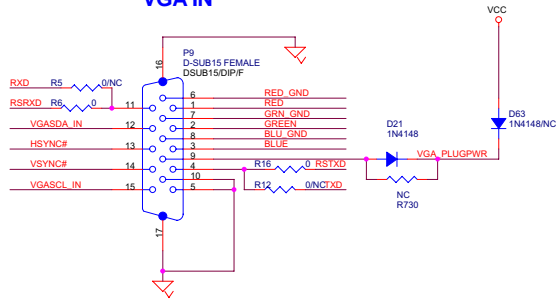 VGA IN
VCC
P9
D-SUB15 FEMALE
DSUB15/DIP/F
16
RXD R5 0/NC
RSRXD R6 0 11
VGASDA_IN 12
HSYNC# 13
VSYNC# 14
VGASCL_IN 15
6 RED_GND
1 RED
7 GRN_GND
2 GREEN
8 BLU_GND
3 BLUE
9
4 R16 0 RSTXD
10
5 R12 0/NC TXD
17
D21
1N4148
VGA_PLUGPWR
NC
R730
D63
1N4148/NC